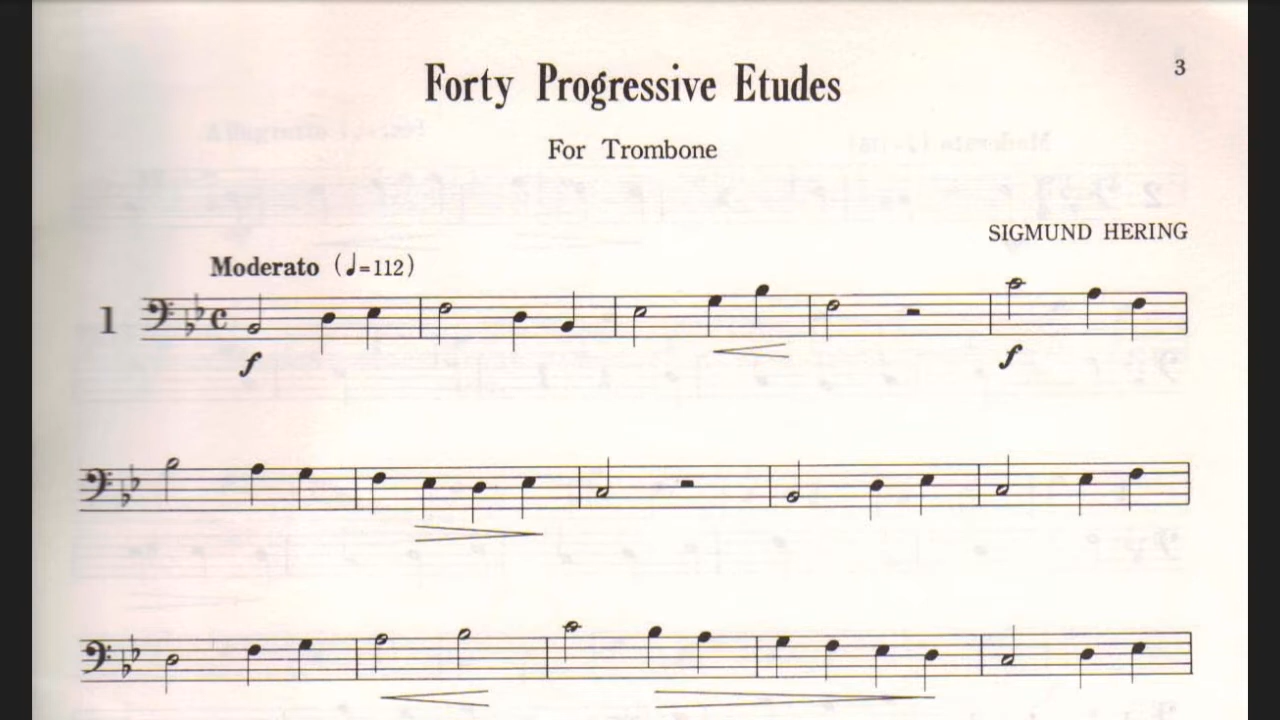 3
Forty Progressive Etudes
For Trombone
SIGMUND HERING
Moderato (♩=112)
1
f f